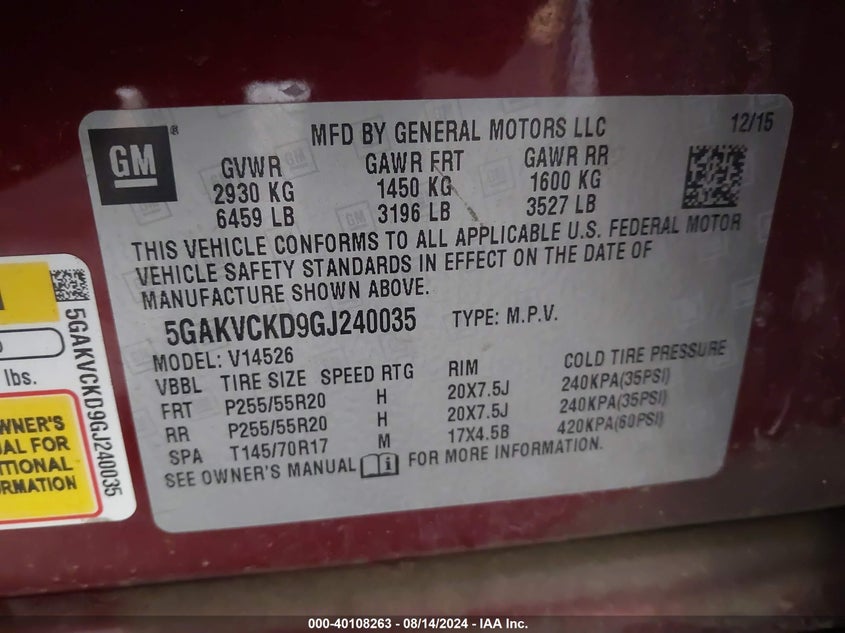 GM
®
MFD BY GENERAL MOTORS LLC
12/15
GVWR GAWR FRT GAWR RR
2930 KG 1450 KG 1600 KG
6459 LB 3196 LB 3527 LB
THIS VEHICLE CONFORMS TO ALL APPLICABLE U.S. FEDERAL MOTOR
VEHICLE SAFETY STANDARDS IN EFFECT ON THE DATE OF
MANUFACTURE SHOWN ABOVE.
5GAKVCKD9GJ240035 TYPE: M.P.V.
MODEL: V14526
VBBL TIRE SIZE SPEED RTG RIM COLD TIRE PRESSURE
FRT P255/55R20 H 20X7.5J 240KPA(35PSI)
RR P255/55R20 H 20X7.5J 240KPA(35PSI)
SPA T145/70R17 M 17X4.5B 420KPA(60PSI)
SEE OWNER'S MANUAL FOR MORE INFORMATION.
lbs.
WNER'S
AL FOR
ITIONAL
RMATION
5GAKVCKD9GJ240035
000-40108263 - 08/14/2024 - IAA Inc.